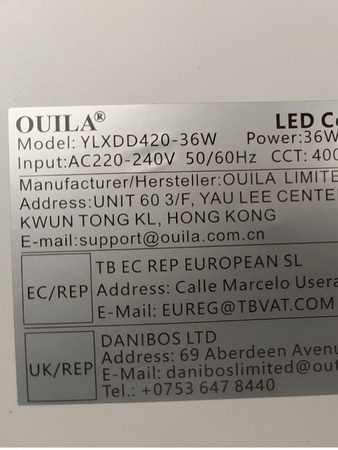 OUILA® LED Co
Model: YLXDD420-36W Power:36W
Input:AC220-240V 50/60Hz CCT: 400
Manufacturer/Hersteller:OUILA LIMITE
Address:UNIT 60 3/F, YAU LEE CENTE
KWUN TONG KL, HONG KONG
E-mail:support@ouila.com.cn
EC/REP
TB EC REP EUROPEAN SL
Address: Calle Marcelo Usera
E-Mail: EUREG@TBVAT.COM
UK/REP
DANIBOS LTD
Address: 69 Aberdeen Avenu
E-Mail: daniboslimited@out
Tel.: +0753 647 8440